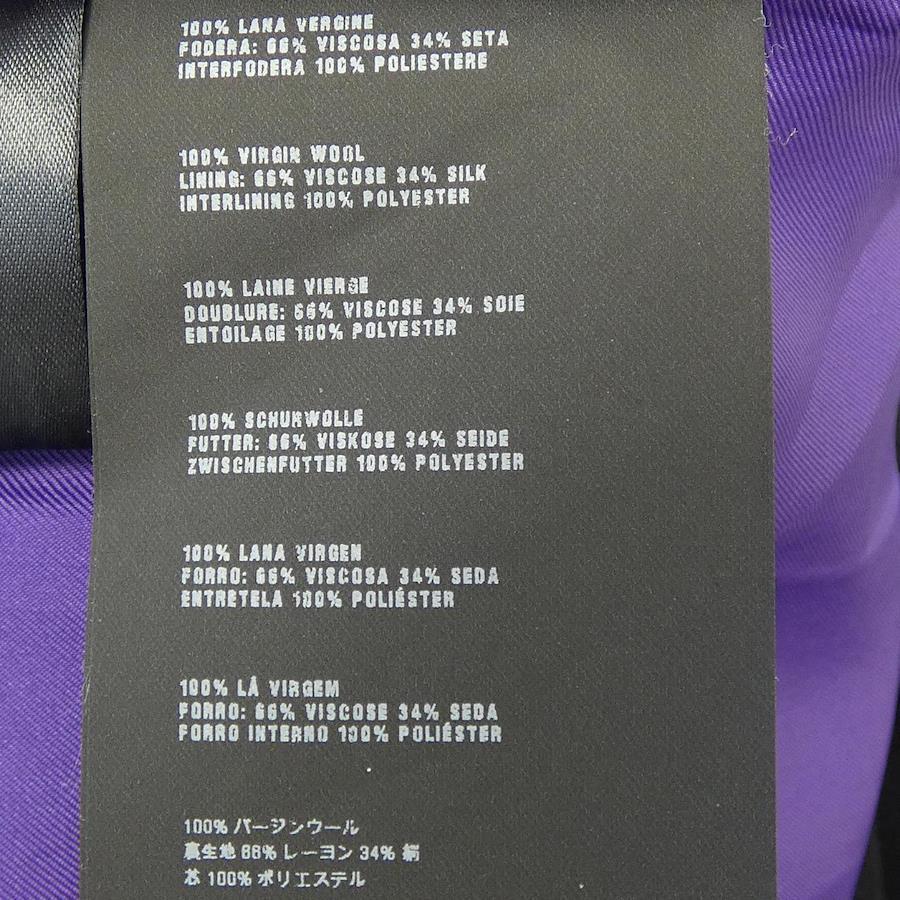 100% LANA VERGINE
FODERA: 66% VISCOSA 34% SETA
INTERFODERA 100% POLIESTERE
100% VIRGIN WOOL
LINING: 66% VISCOSE 34% SILK
INTERLINING 100% POLYESTER
100% LAINE VIERGE
DOUBLURE: 66% VISCOSE 34% SOIE
ENTOILAGE 100% POLYESTER
100% SCHURWOLLE
FUTTER: 66% VISKOSE 34% SEIDE
ZWISCHENFUTTER 100% POLYESTER
100% LANA VIRGEN
FORRO: 66% VISCOSA 34% SEDA
ENTRETELA 100% POLIÉSTER
100% LÃ VIRGEM
FORRO: 66% VISCOSE 34% SEDA
FORRO INTERNO 100% POLIÉSTER
100% バージンウール
裏生地 66% レーヨン 34% 絹
芯 100% ポリエステル